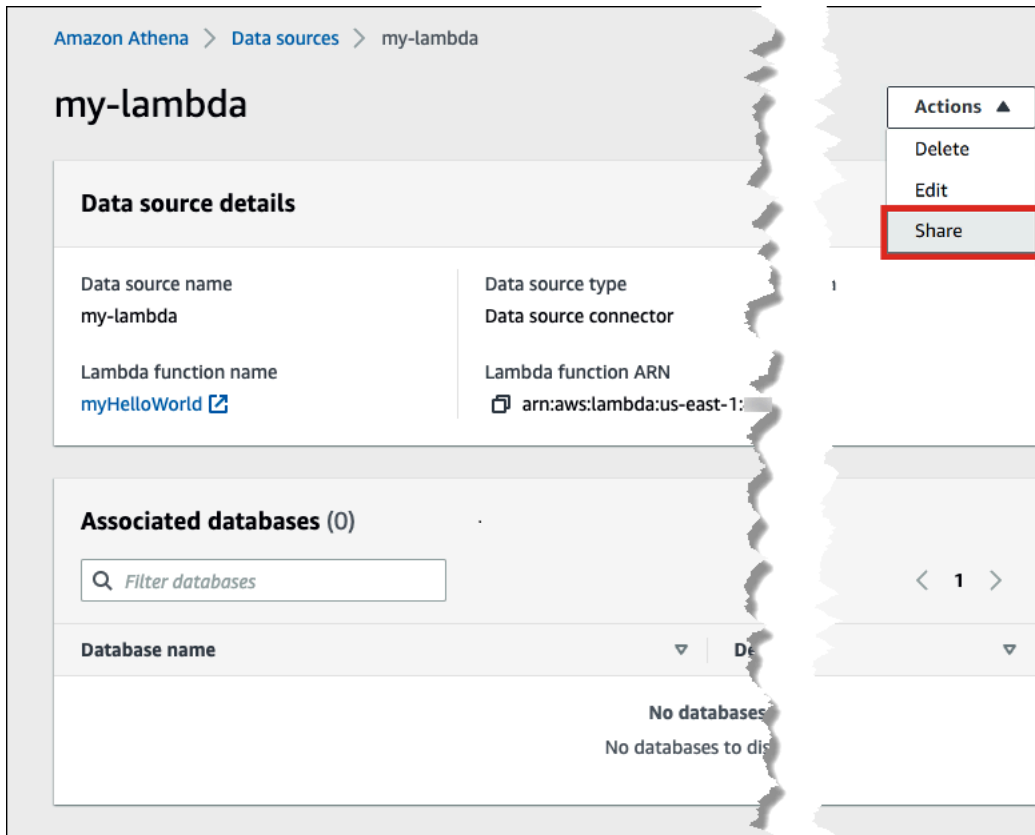 Amazon Athena > Data sources > my-lambda
my-lambda
Actions ▲
Delete
Edit
Share
Data source details
Data source name
my-lambda
Data source type
Data source connector
Lambda function name
myHelloWorld
Lambda function ARN
arn:aws:lambda:us-east-1:
Associated databases (0)
Filter databases
< 1 >
Database name
No databases
No databases to